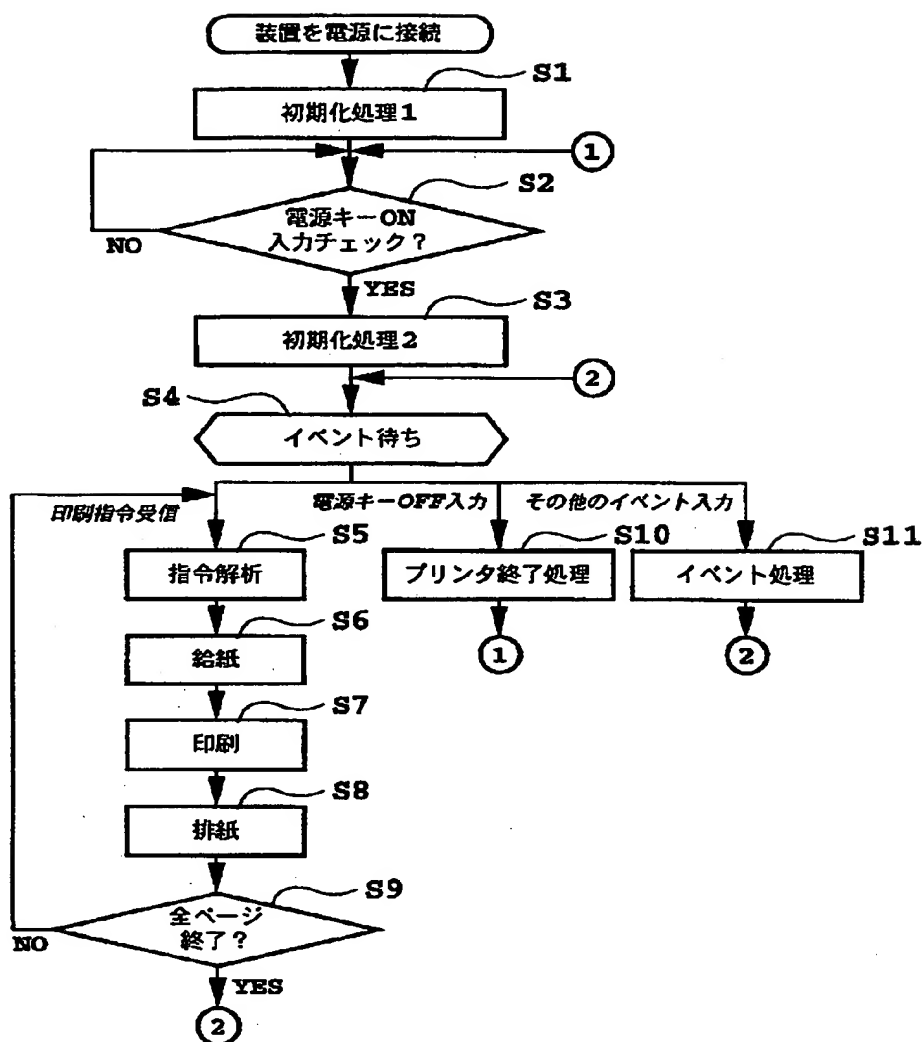 装置を電源に接続
S1
初期化処理1
1
S2
電源キーON
入力チェック?
NO
YES
S3
初期化処理2
2
S4
イベント待ち
印刷指令受信
電源キーOFF入力
その他のイベント入力
S5
S10
S11
指令解析
プリンタ終了処理
イベント処理
S6
給紙
1
2
S7
印刷
S8
排紙
S9
全ページ
終了?
NO
YES
2